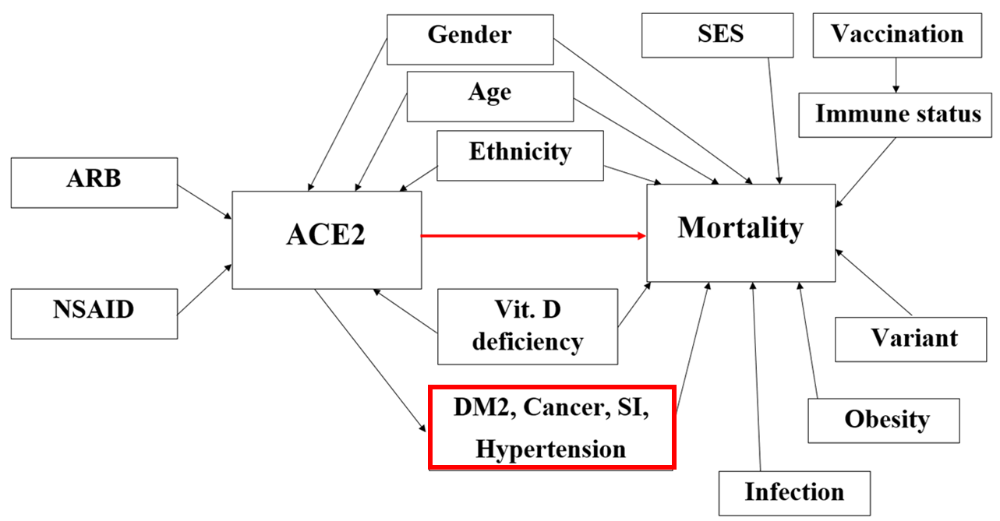 Gender
SES
Vaccination
Age
Immune status
Ethnicity
ARB
ACE2
Mortality
NSAID
Vit. D
deficiency
Variant
DM2, Cancer, SI,
Hypertension
Obesity
Infection